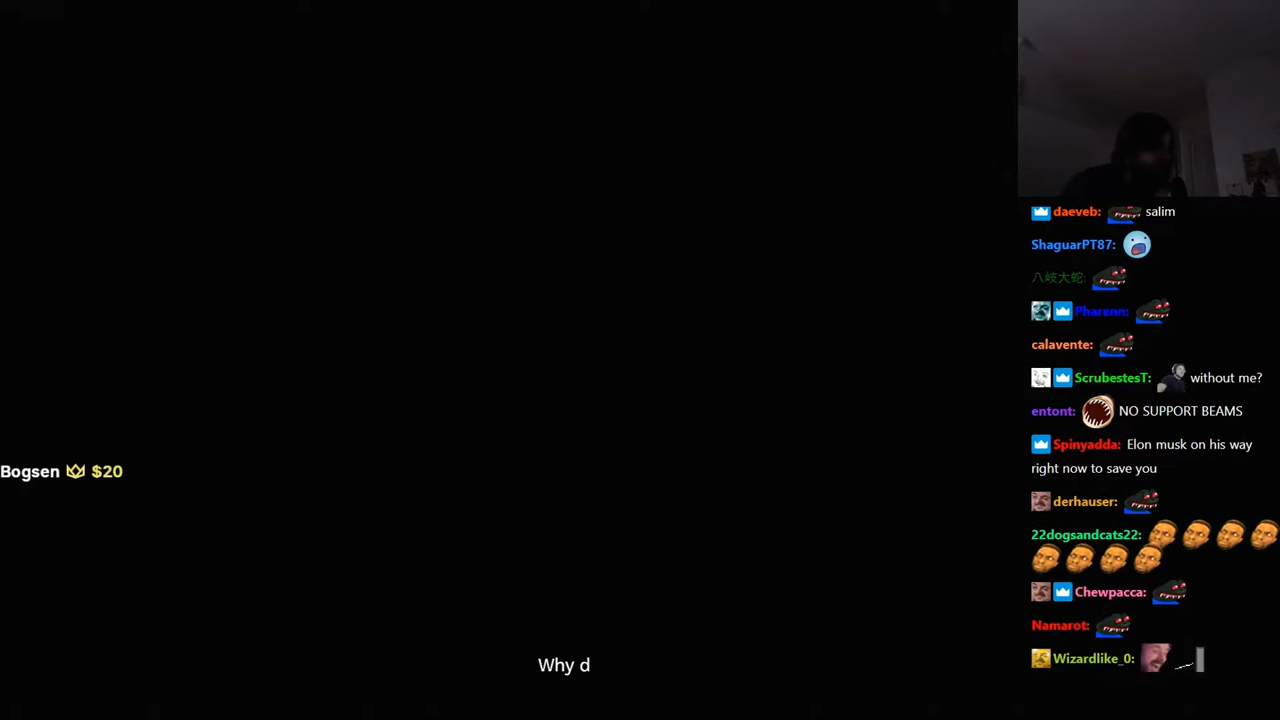 daeveb: salim
ShaguarPT87:
八岐大蛇:
Pharenn:
calavente:
ScrubestesT: without me?
entont: NO SUPPORT BEAMS
Spinyadda: Elon musk on his way
right now to save you
Bogsen $20
derhauser:
22dogsandcats22:
Chewpacca:
Namarot:
Wizardlike_0:
Why d